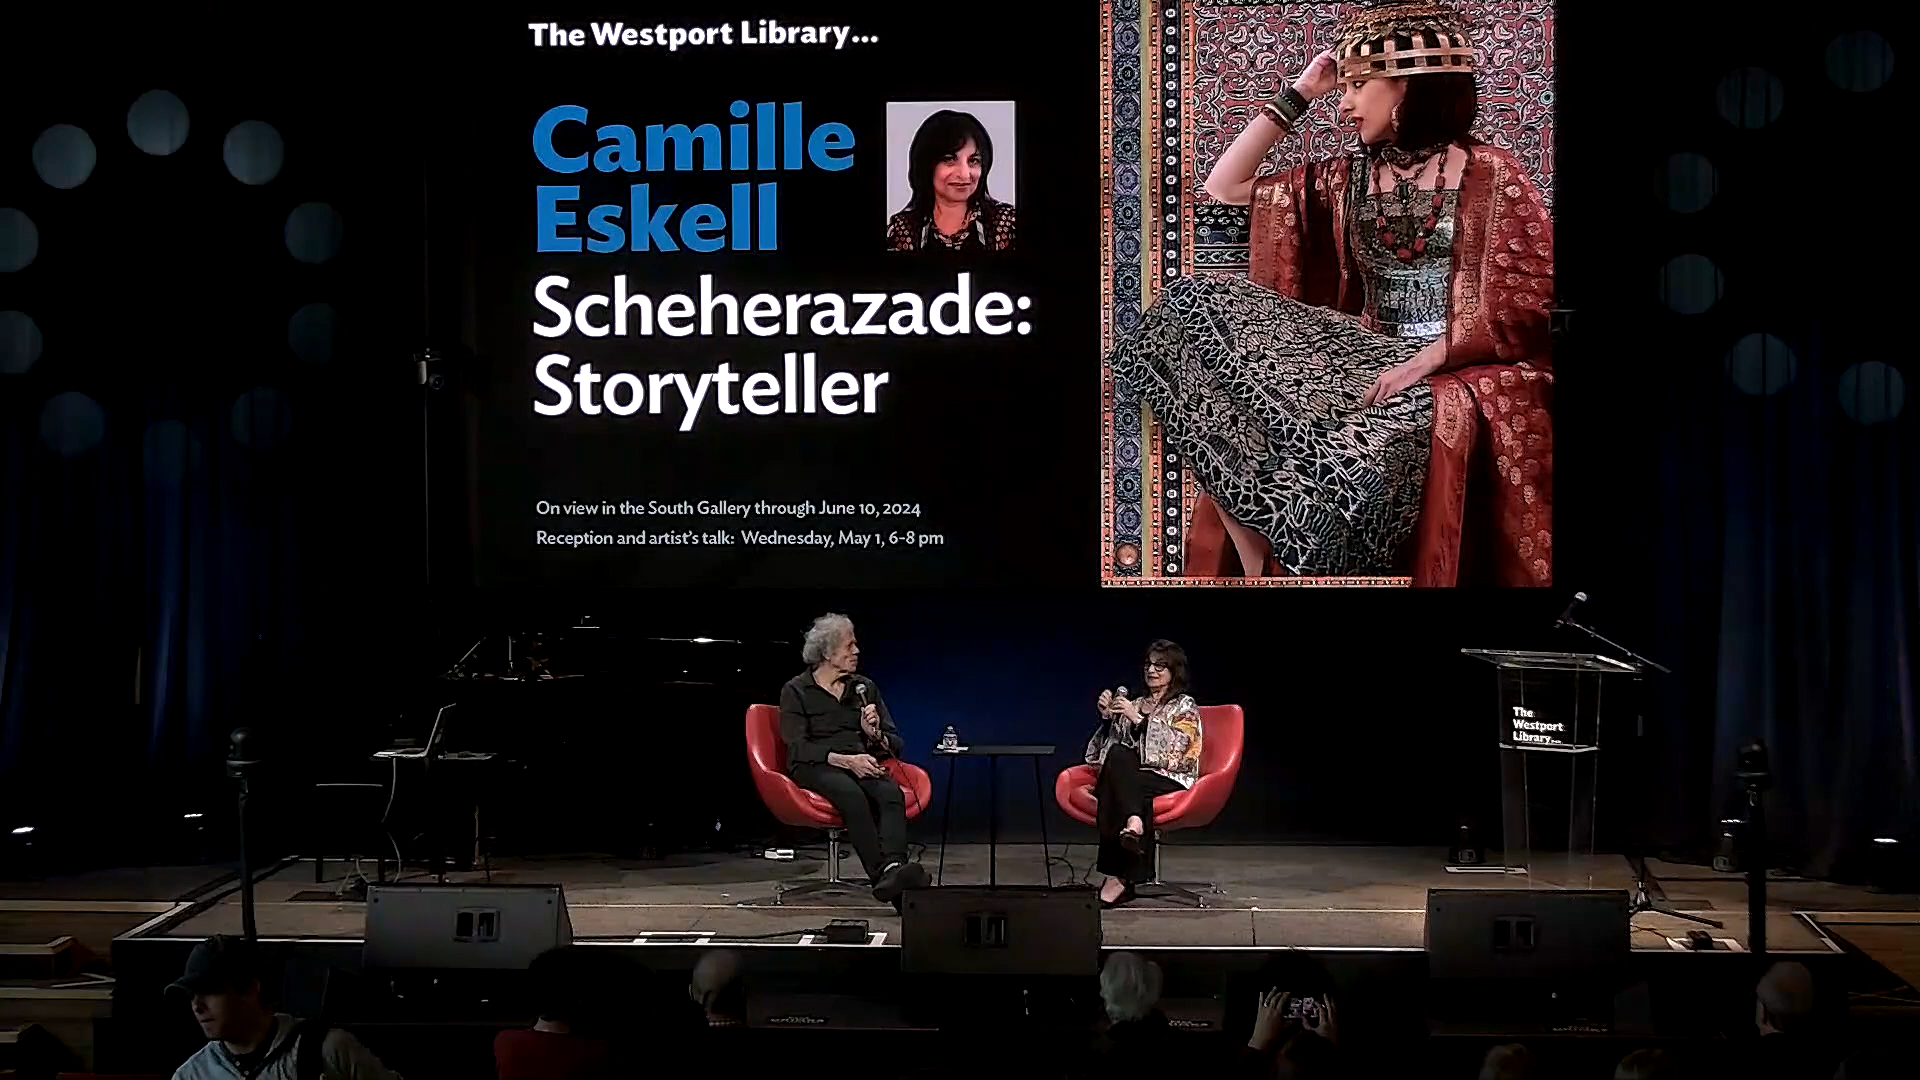 The Westport Library...
Camille
Eskell
Scheherazade:
Storyteller
On view in the South Gallery through June 10, 2024
Reception and artist's talk: Wednesday, May 1, 6-8 pm
The
Westport
Library...